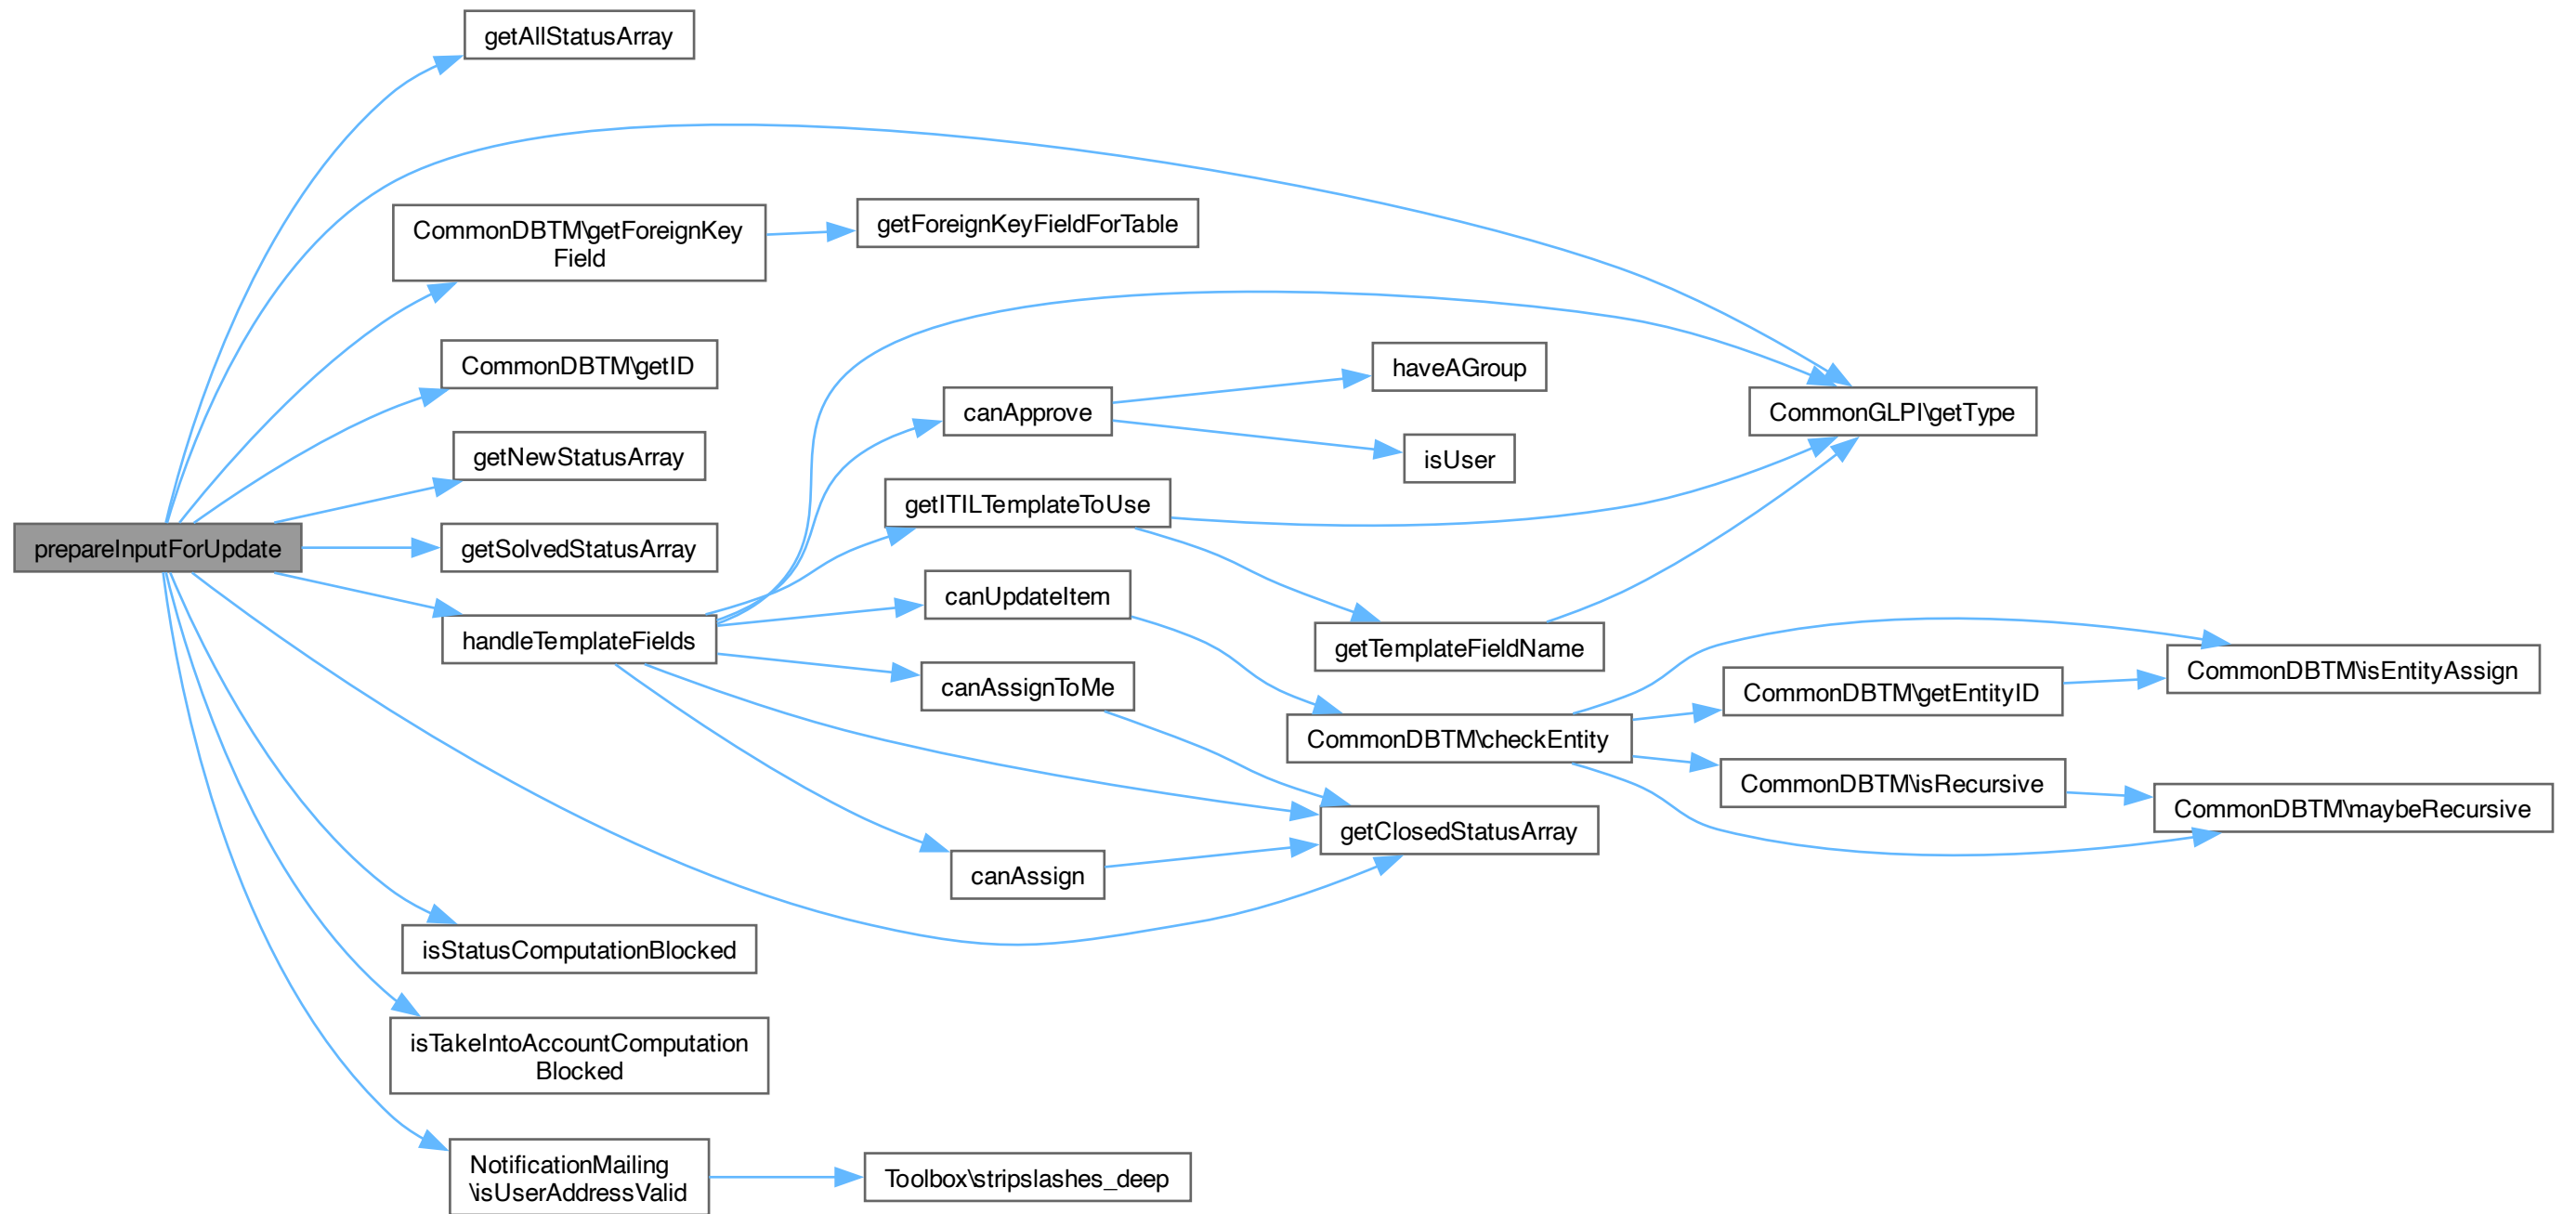 getAllStatusArray
CommonDBTM\getForeignKey
Field
getForeignKeyFieldForTable
CommonDBTM\getID
haveAGroup
canApprove
CommonGLPI\getType
getNewStatusArray
isUser
getITILTemplateToUse
prepareInputForUpdate
getSolvedStatusArray
canUpdateItem
handleTemplateFields
getTemplateFieldName
CommonDBTM\isEntityAssign
canAssignToMe
CommonDBTM\getEntityID
CommonDBTM\checkEntity
CommonDBTM\isRecursive
CommonDBTM\maybeRecursive
getClosedStatusArray
canAssign
isStatusComputationBlocked
isTakeIntoAccountComputation
Blocked
NotificationMailing
\isUserAddressValid
Toolbox\stripslashes_deep